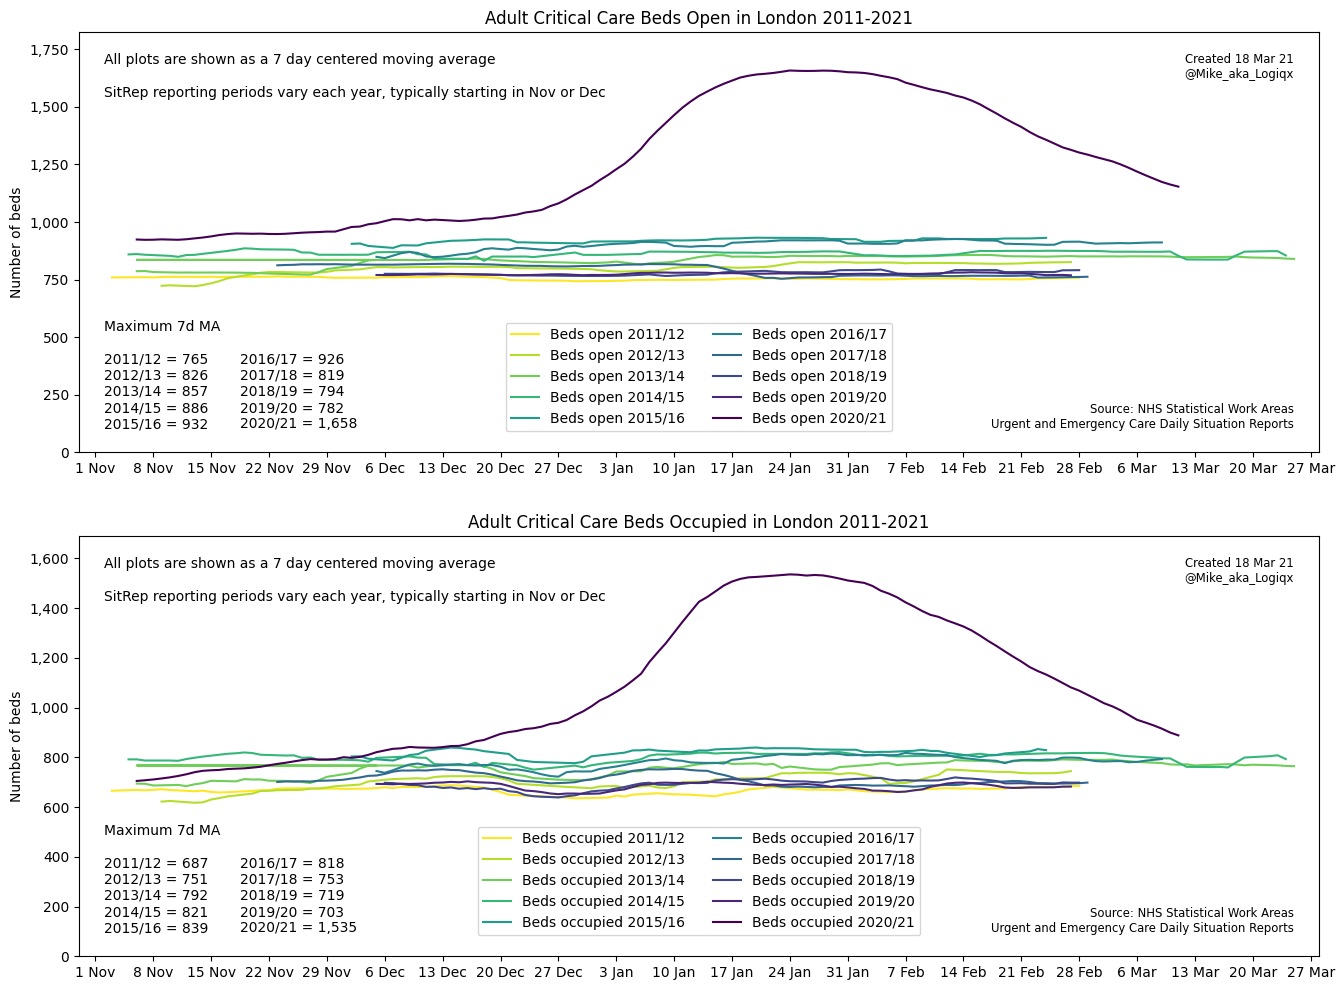 Adult Critical Care Beds Open in London 2011-2021
All plots are shown as a 7 day centered moving average
SitRep reporting periods vary each year, typically starting in Nov or Dec
Created 18 Mar 21
@Mike_aka_Logiqx
Number of beds
1,750
1,500
1,250
1,000
750
500
250
0
Maximum 7d MA
2011/12 = 765
2012/13 = 826
2013/14 = 857
2014/15 = 886
2015/16 = 932
2016/17 = 926
2017/18 = 819
2018/19 = 794
2019/20 = 782
2020/21 = 1,658
Beds open 2011/12
Beds open 2012/13
Beds open 2013/14
Beds open 2014/15
Beds open 2015/16
Beds open 2016/17
Beds open 2017/18
Beds open 2018/19
Beds open 2019/20
Beds open 2020/21
Source: NHS Statistical Work Areas
Urgent and Emergency Care Daily Situation Reports
1 Nov 8 Nov 15 Nov 22 Nov 29 Nov 6 Dec 13 Dec 20 Dec 27 Dec 3 Jan 10 Jan 17 Jan 24 Jan 31 Jan 7 Feb 14 Feb 21 Feb 28 Feb 6 Mar 13 Mar 20 Mar 27 Mar
Adult Critical Care Beds Occupied in London 2011-2021
All plots are shown as a 7 day centered moving average
SitRep reporting periods vary each year, typically starting in Nov or Dec
Created 18 Mar 21
@Mike_aka_Logiqx
Number of beds
1,600
1,400
1,200
1,000
800
600
400
200
0
Maximum 7d MA
2011/12 = 687
2012/13 = 751
2013/14 = 792
2014/15 = 821
2015/16 = 839
2016/17 = 818
2017/18 = 753
2018/19 = 719
2019/20 = 703
2020/21 = 1,535
Beds occupied 2011/12
Beds occupied 2012/13
Beds occupied 2013/14
Beds occupied 2014/15
Beds occupied 2015/16
Beds occupied 2016/17
Beds occupied 2017/18
Beds occupied 2018/19
Beds occupied 2019/20
Beds occupied 2020/21
Source: NHS Statistical Work Areas
Urgent and Emergency Care Daily Situation Reports
1 Nov 8 Nov 15 Nov 22 Nov 29 Nov 6 Dec 13 Dec 20 Dec 27 Dec 3 Jan 10 Jan 17 Jan 24 Jan 31 Jan 7 Feb 14 Feb 21 Feb 28 Feb 6 Mar 13 Mar 20 Mar 27 Mar